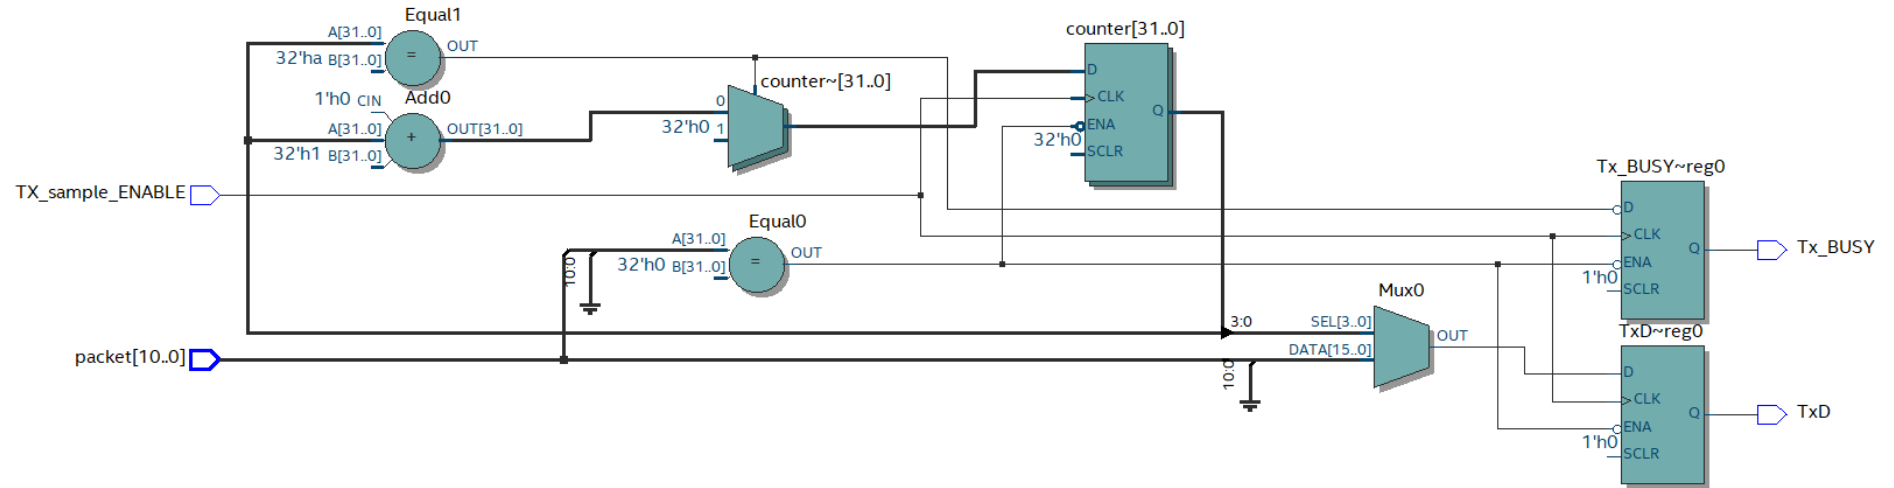 Equal1
A[31..0]
OUT
32'ha B[31..0]
=
counter~[31..0]
0
32'h0 1
1'h0 CIN
Add0
A[31..0]
OUT[31..0]
+
32'h1 B[31..0]
counter[31..0]
D
CLK
Q
ENA
32'h0
SCLR
TX_sample_ENABLE
Equal0
A[31..0]
OUT
32'h0 B[31..0]
=
10:0
Tx_BUSY~reg0
D
CLK
Q
ENA
1'h0
SCLR
Tx_BUSY
Mux0
3:0
SEL[3..0]
OUT
DATA[15..0]
packet[10..0]
10:0
TxD~reg0
D
CLK
Q
ENA
1'h0
SCLR
TxD